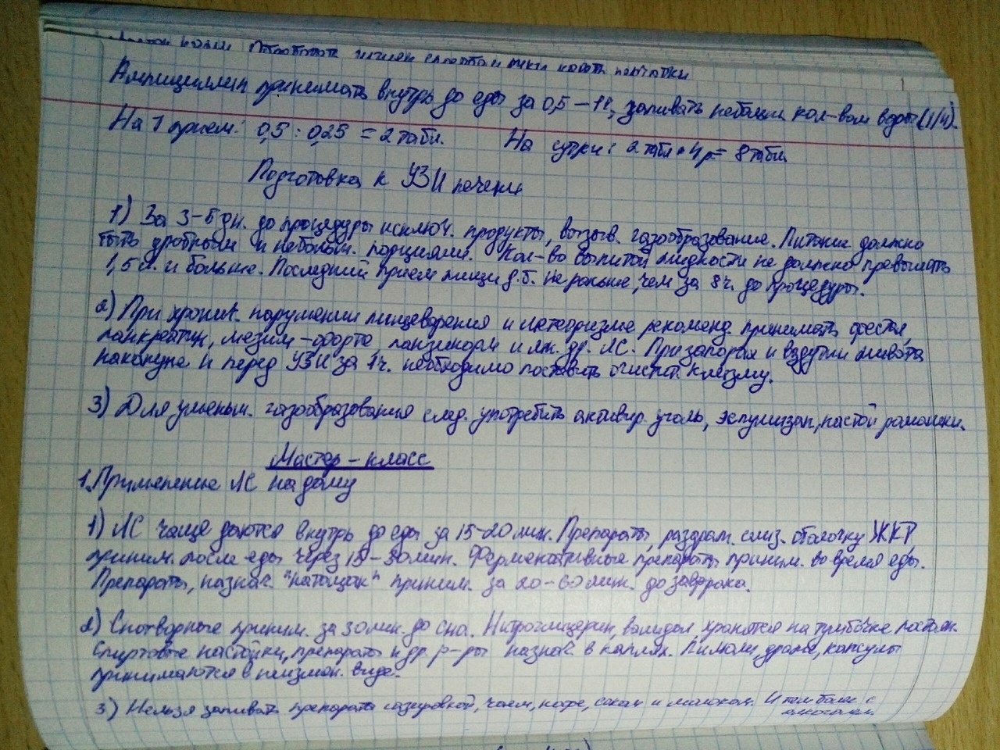 Обработать руки надеть перчатки
Ампициллин принимать внутрь до еды за 0,5 – 1ч, запивать небольш. кол-вом воды (1/4).
На 1 прием: 0,5 : 0,25 = 2 табл. На сутки: 2 табл • 4р = 8 табл
Подготовка к УЗИ печени
1) За 3-5 дн. до процедуры исключ. продукты, вызыв. газообразование. Питание должно
быть дробным и небольш. порциями. Кол-во выпитой жидкости не должно превышать
1,5 л. и больше. Последний прием пищи д.б. не раньше, чем за 8 ч. до процедуры.
2) При хронич. нарушении пищеварения и метеоризме рекоменд. принимать фестал,
панкреатин, мезим-форте, панзинорм и мн. др. ЛС. При запорах и вздутии живота
накануне и перед УЗИ за 1 ч. необходимо поставить очистит. клизму.
3) Для уменьш. газообразования след. употребить активир. уголь, эспумизан, настой ромашки.
Мастер – класс
1. Применение ЛС на дому
1) ЛС чаще даются внутрь до еды за 15-20 мин. Препараты, раздраж. слиз. оболочку ЖКТ,
приним. после еды через 15-30 мин. Ферментативные препараты приним. во время еды.
Препараты, назнач. "натощак" приним. за 20-60 мин. до завтрака.
2) Снотворные приним. за 30 мин. до сна. Нитроглицерин, валидол хранятся на тумбочке постоян.
Спиртовые настойки, препараты и др. р-ры назнач. в каплях. Пилюли, драже, капсулы
принимаются в неизмен. виде.
3) Нельзя запивать препараты газировкой, чаем, кофе, соком и молоком. И тем более с
алкоголем.